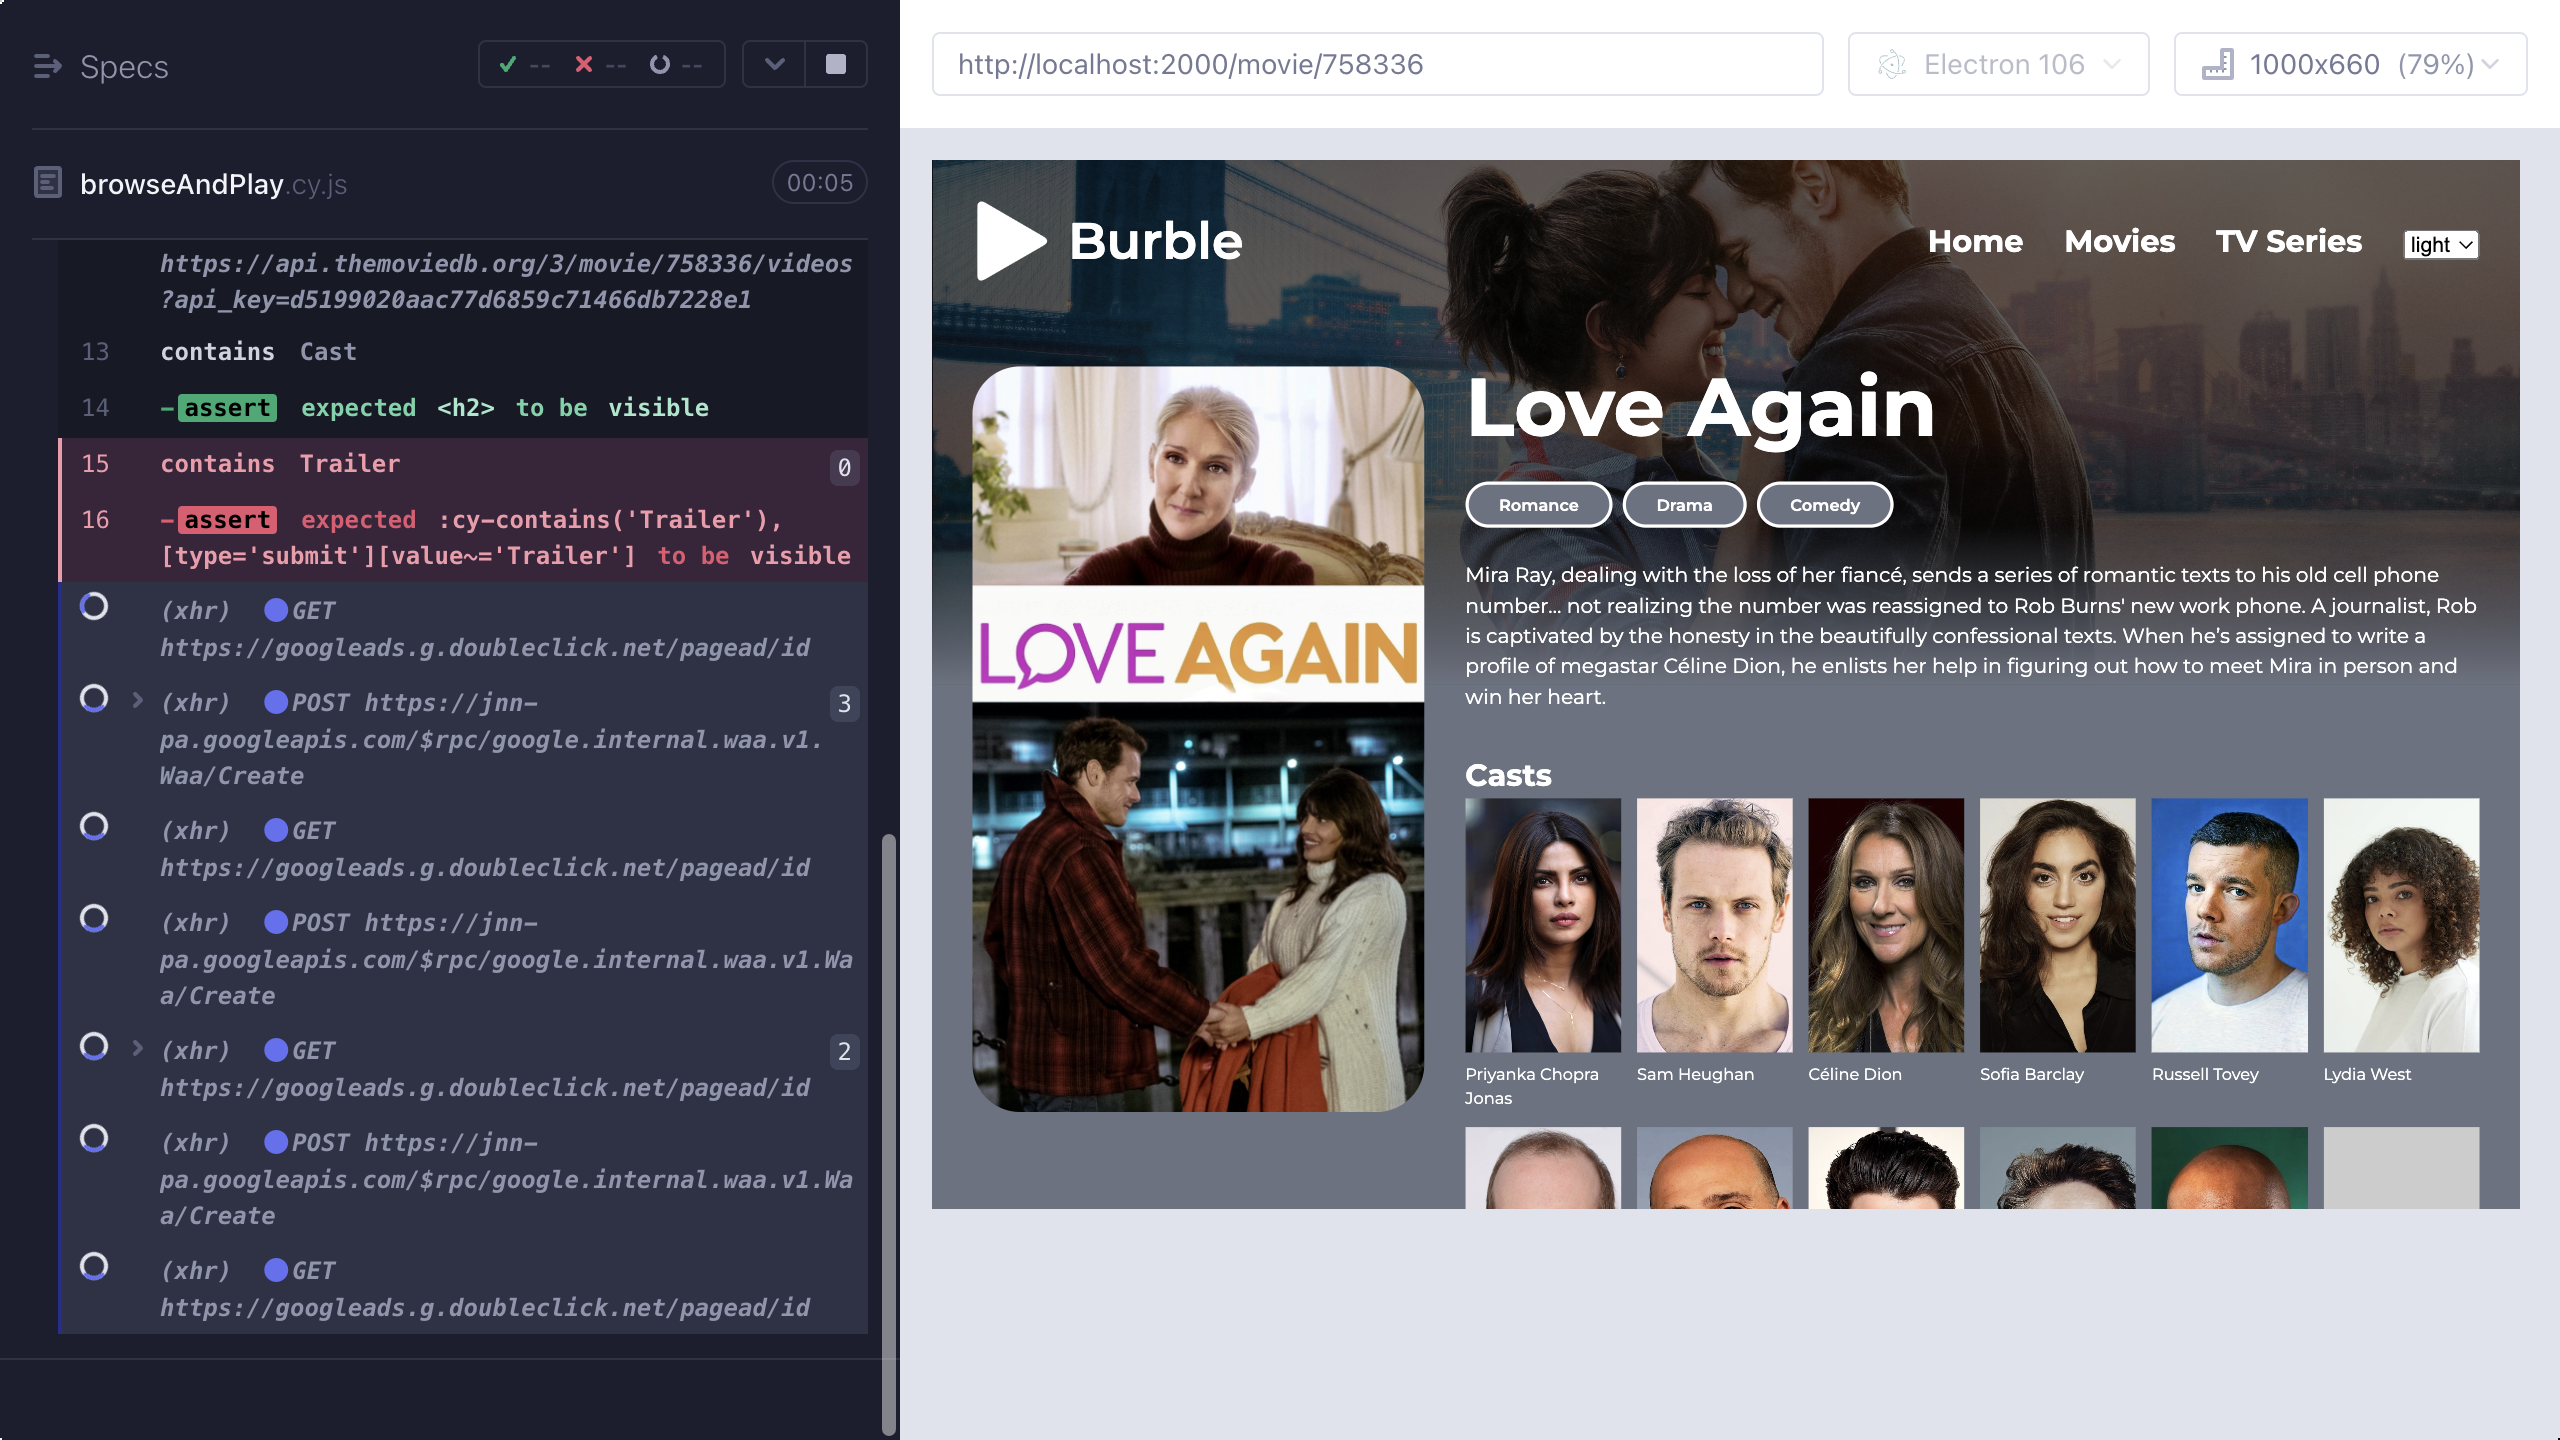 Specs
--
--
--
browseAndPlay.cy.js
00:05
https://api.themoviedb.org/3/movie/758336/videos
?api_key=d5199020aac77d6859c71466db7228e1
13 contains Cast
14 -assert expected <h2> to be visible
15 contains Trailer 0
16 -assert expected :cy-contains('Trailer'),
[type='submit'][value~='Trailer'] to be visible
(xhr) GET
https://googleads.g.doubleclick.net/pagead/id
(xhr) POST https://jnn- 3
pa.googleapis.com/$rpc/google.internal.waa.v1.
Waa/Create
(xhr) GET
https://googleads.g.doubleclick.net/pagead/id
(xhr) POST https://jnn-
pa.googleapis.com/$rpc/google.internal.waa.v1.Wa
a/Create
(xhr) GET 2
https://googleads.g.doubleclick.net/pagead/id
(xhr) POST https://jnn-
pa.googleapis.com/$rpc/google.internal.waa.v1.Wa
a/Create
(xhr) GET
https://googleads.g.doubleclick.net/pagead/id
http://localhost:2000/movie/758336
Electron 106
1000x660 (79%)
Burble
Home
Movies
TV Series
light
LOVE AGAIN
Love Again
Romance
Drama
Comedy
Mira Ray, dealing with the loss of her fiancé, sends a series of romantic texts to his old cell phone
number... not realizing the number was reassigned to Rob Burns' new work phone. A journalist, Rob
is captivated by the honesty in the beautifully confessional texts. When he’s assigned to write a
profile of megastar Céline Dion, he enlists her help in figuring out how to meet Mira in person and
win her heart.
Casts
Priyanka Chopra
Jonas
Sam Heughan
Céline Dion
Sofia Barclay
Russell Tovey
Lydia West